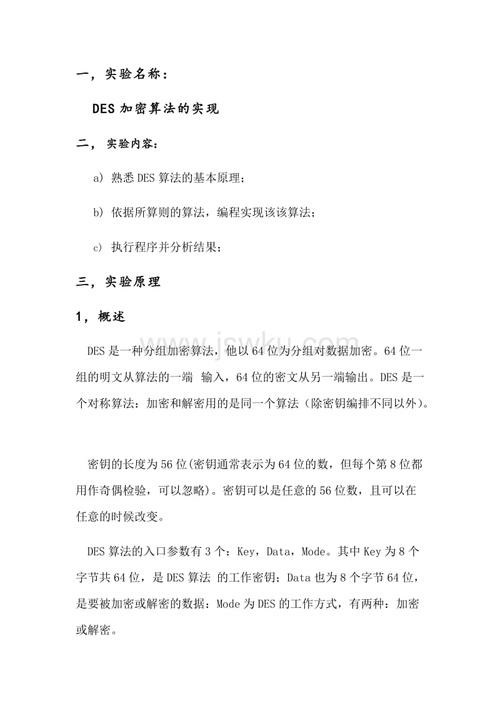 一，实验名称：
DES 加密算法的实现
二，实验内容：
a) 熟悉 DES 算法的基本原理；
b) 依据所算则的算法，编程实现该该算法；
c) 执行程序并分析结果；
三，实验原理
1，概述
www.jswku.com
DES 是一种分组加密算法，他以 64 位为分组对数据加密。64 位一
组的明文从算法的一端 输入，64 位的密文从另一端输出。DES 是一
个对称算法：加密和解密用的是同一个算法（除密钥编排不同以外）。
密钥的长度为 56 位(密钥通常表示为 64 位的数，但每个第 8 位都
用作奇偶检验，可以忽略)。密钥可以是任意的 56 位数，且可以在
任意的时候改变。
DES 算法的入口参数有 3 个：Key，Data，Mode。其中 Key 为 8 个
字节共 64 位，是 DES 算法 的工作密钥；Data 也为 8 个字节 64 位，
是要被加密或解密的数据：Mode 为 DES 的工作方式，有两种：加密
或解密。